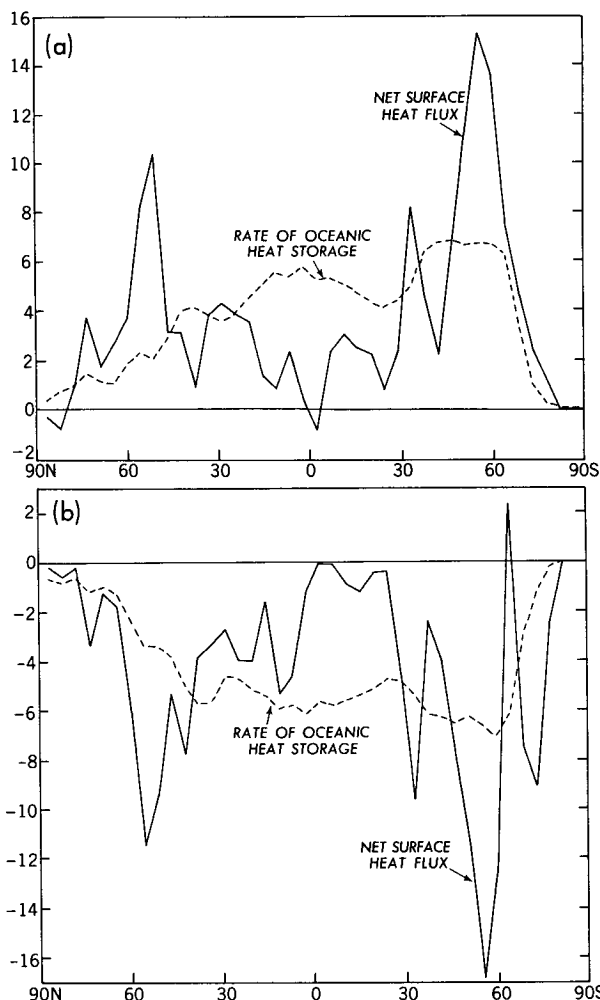 (a)
16
14
12
10
8
6
4
2
0
-2
NET SURFACE
HEAT FLUX
RATE OF OCEANIC
HEAT STORAGE
90N 60 30 0 30 60 90S
(b)
2
0
-2
-4
-6
-8
-10
-12
-14
-16
RATE OF OCEANIC
HEAT STORAGE
NET SURFACE
HEAT FLUX
90N 60 30 0 30 60 90S